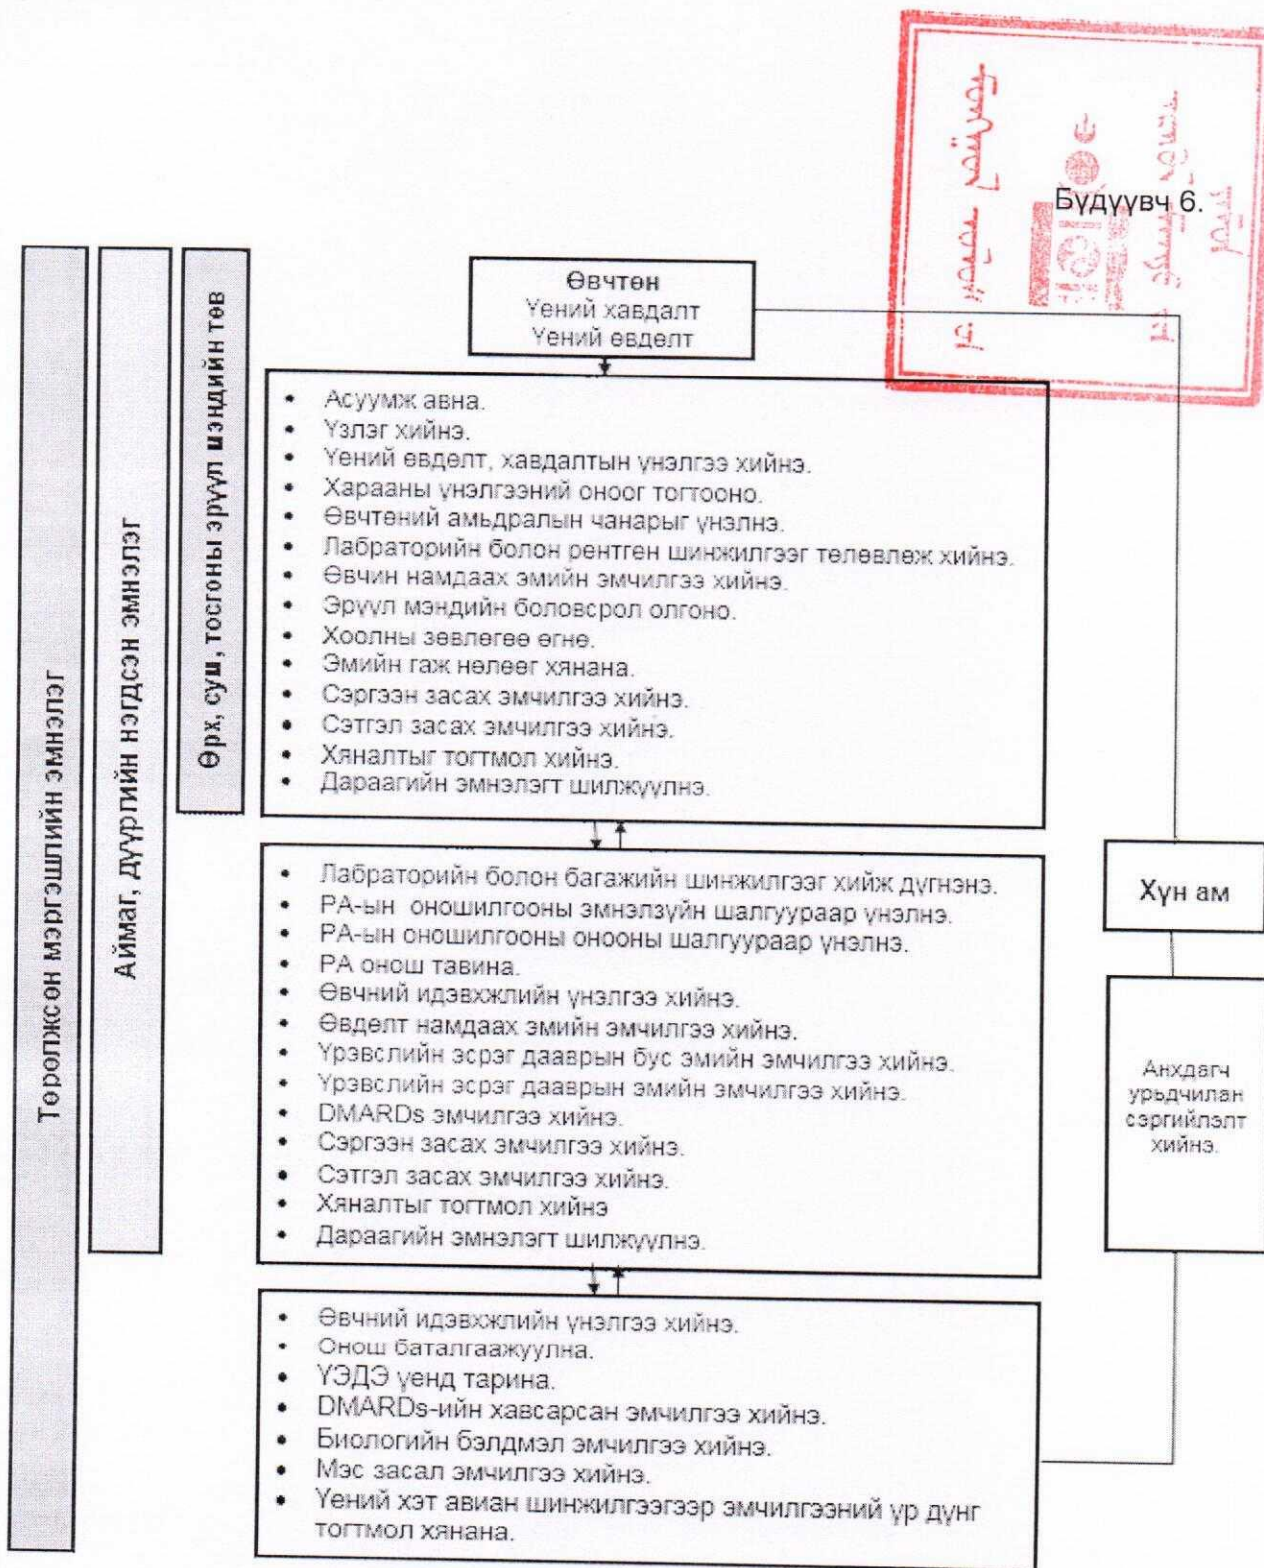 Бүдүүвч 6.
Төрөлжсөн мэргэшлийн эмнэлэг
Аймаг, дүүргийн нэгдсэн эмнэлэг
Өрх, сум, тосгоны эрүүл мэндийн төв
Өвчтөн
Үений хавдалт
Үений өвдөлт
• Асуумж авна.
• Үзлэг хийнэ.
• Үений өвдөлт, хавдалтын үнэлгээ хийнэ.
• Харааны үнэлгээний оноог тогтооно.
• Өвчтөний амьдралын чанарыг үнэлнэ.
• Лабраторийн болон рентген шинжилгээг төлөвлөж хийнэ.
• Өвчин намдаах эмийн эмчилгээ хийнэ.
• Эрүүл мэндийн боловсрол олгоно.
• Хоолны зөвлөгөө өгнө.
• Эмийн гаж нөлөөг хянана.
• Сэргээн засах эмчилгээ хийнэ.
• Сэтгэл засах эмчилгээ хийнэ.
• Хяналтыг тогтмол хийнэ.
• Дараагийн эмнэлэгт шилжүүлнэ.
• Лабраторийн болон багажийн шинжилгээг хийж дүгнэнэ.
• РА-ын оношилгооны эмнэлзүйн шалгуураар үнэлнэ.
• РА-ын оношилгооны онооны шалгуураар үнэлнэ.
• РА онош тавина.
• Өвчний идэвхжлийн үнэлгээ хийнэ.
• Өвдөлт намдаах эмийн эмчилгээ хийнэ.
• Үрэвслийн эсрэг дааврын бус эмийн эмчилгээ хийнэ.
• Үрэвслийн эсрэг дааврын эмийн эмчилгээ хийнэ.
• DMARDs эмчилгээ хийнэ.
• Сэргээн засах эмчилгээ хийнэ.
• Сэтгэл засах эмчилгээ хийнэ.
• Хяналтыг тогтмол хийнэ
• Дараагийн эмнэлэгт шилжүүлнэ.
• Өвчний идэвхжлийн үнэлгээ хийнэ.
• Онош баталгаажуулна.
• ҮЭДЭ үенд тарина.
• DMARDs-ийн хавсарсан эмчилгээ хийнэ.
• Биологийн бэлдмэл эмчилгээ хийнэ.
• Мэс засал эмчилгээ хийнэ.
• Үений хэт авиан шинжилгээгээр эмчилгээний үр дүнг
тогтмол хянана.
Хүн ам
Анхдагч
урьдчилан
сэргийлэлт
хийнэ.